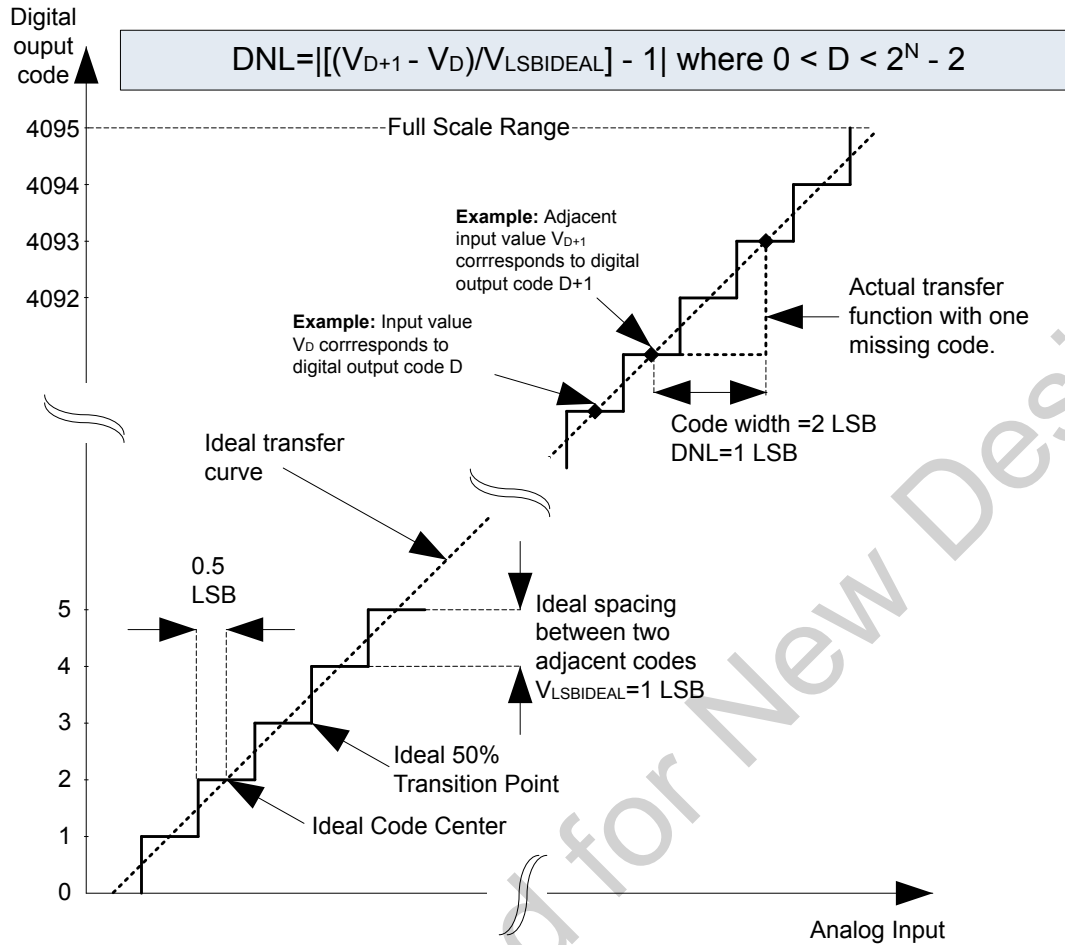 Digital
ouput
code
DNL=|[(VD+1 - VD)/VLSBIDEAL] - 1| where 0 < D < 2^N - 2
4095
Full Scale Range
4094
4093
4092
Example: Adjacent
input value VD+1
corrresponds to digital
output code D+1
Example: Input value
VD corrresponds to
digital output code D
Actual transfer
function with one
missing code.
Code width =2 LSB
DNL=1 LSB
Ideal transfer
curve
0.5
LSB
5
4
3
2
1
0
Ideal spacing
between two
adjacent codes
VLSBIDEAL=1 LSB
Ideal 50%
Transition Point
Ideal Code Center
Analog Input
d for New Desi